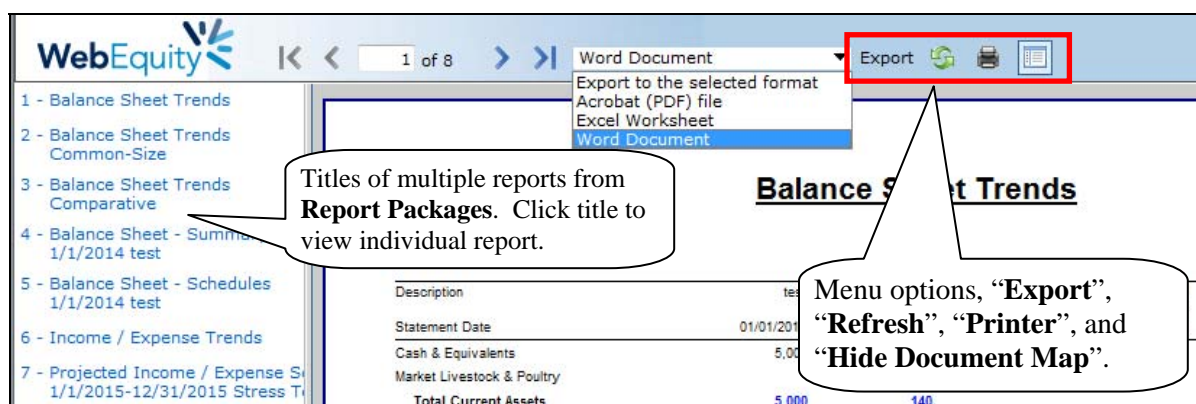 WebEquity
1 of 8
Word Document
Export
Export to the selected format
Acrobat (PDF) file
Excel Worksheet
Word Document
1 - Balance Sheet Trends
2 - Balance Sheet Trends
Common-Size
3 - Balance Sheet Trends
Comparative
4 - Balance Sheet -
1/1/2014 test
5 - Balance Sheet - Schedules
1/1/2014 test
6 - Income / Expense Trends
7 - Projected Income / Expense
1/1/2015-12/31/2015 Stress
Titles of multiple reports from
Report Packages. Click title to
view individual report.
Balance Trends
Description
Statement Date 01/01/201
Cash & Equivalents 5,00
Market Livestock & Poultry
Total Current Assets 5,000 140
Menu options, “Export”,
“Refresh”, “Printer”, and
“Hide Document Map”.